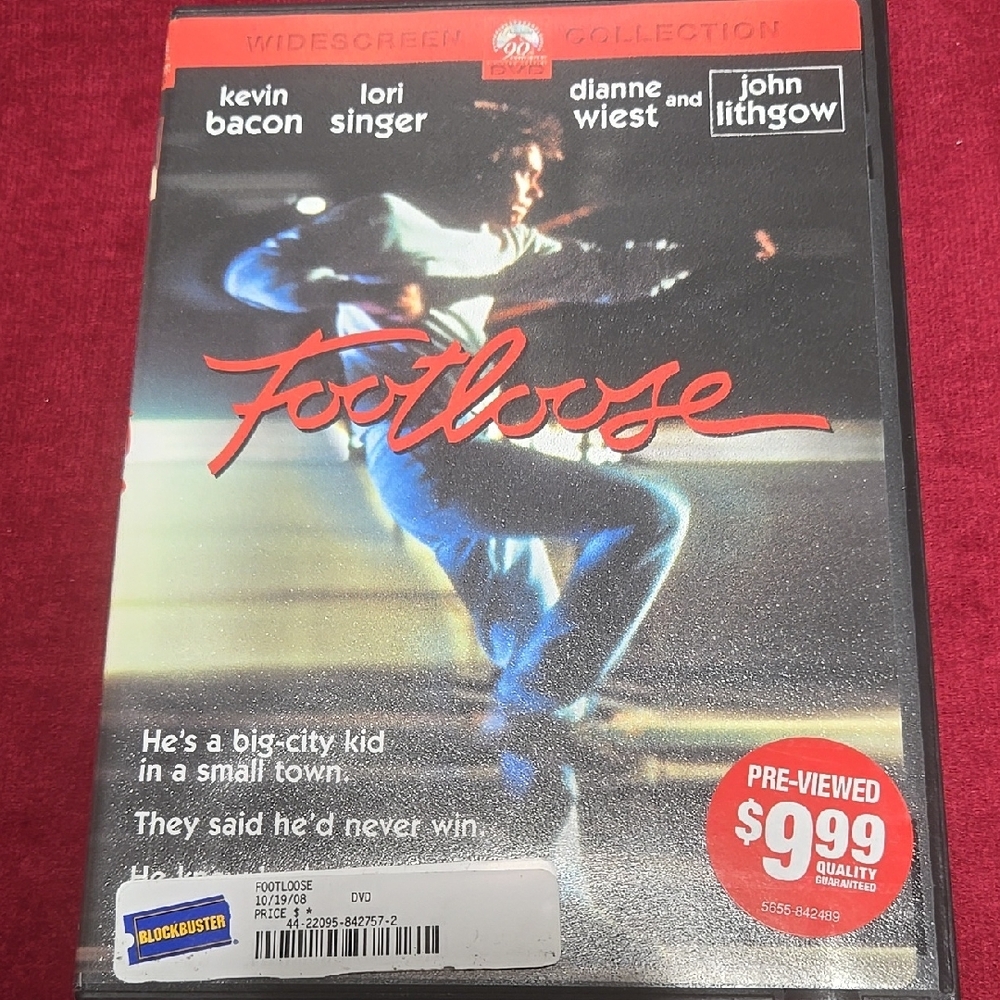 WIDESCREEN COLLECTION
90
DVD
kevin bacon
lori singer
dianne wiest
and
john lithgow
Footloose
He's a big-city kid
in a small town.
They said he'd never win.
He
PRE-VIEWED
$9.99
QUALITY
GUARANTEED
5655-842489
BLOCKBUSTER
FOOTLOOSE
10/19/08 DVD
PRICE $ *
44-22095-842757-2